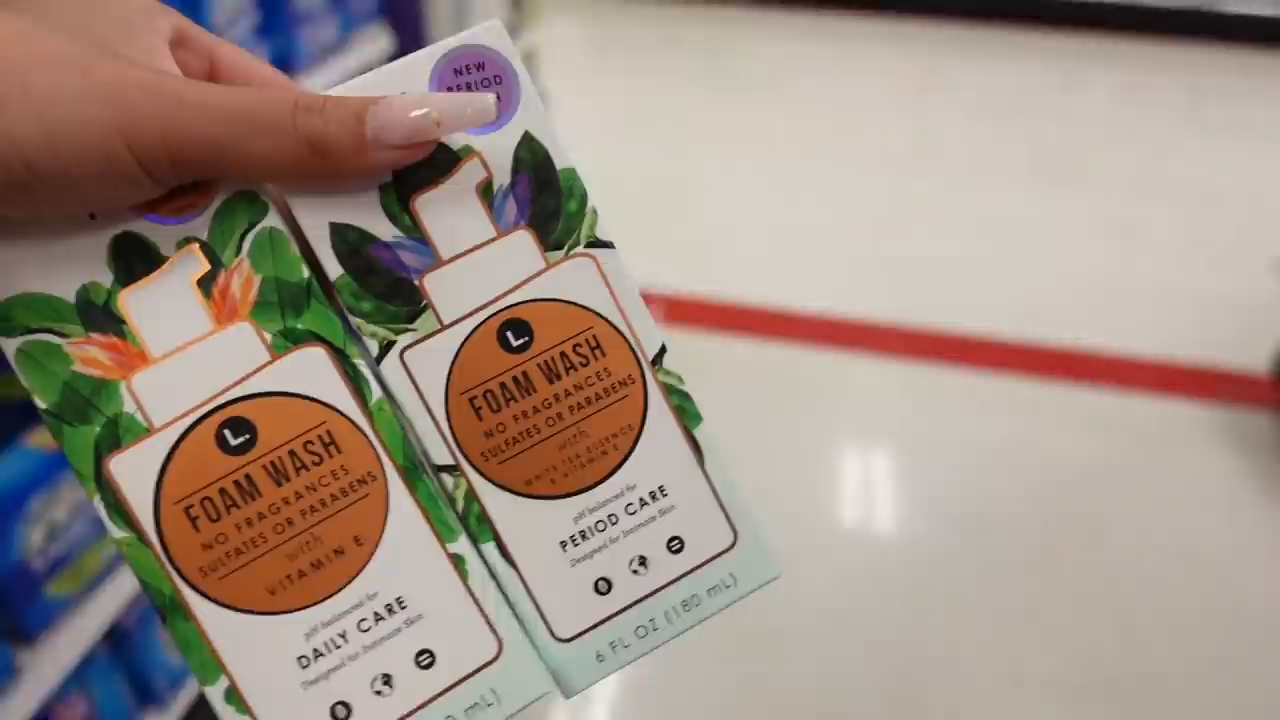 L.
FOAM WASH
NO FRAGRANCES
SULFATES OR PARABENS
with
VITAMIN E
pH balanced for
DAILY CARE
Designed for Intimate Skin
mL)
NEW
PERIOD
L.
FOAM WASH
NO FRAGRANCES
SULFATES OR PARABENS
with
WHITE TEA ESSENCE
& VITAMIN E
pH balanced for
PERIOD CARE
Designed for Intimate Skin
6 FL OZ (180 mL)